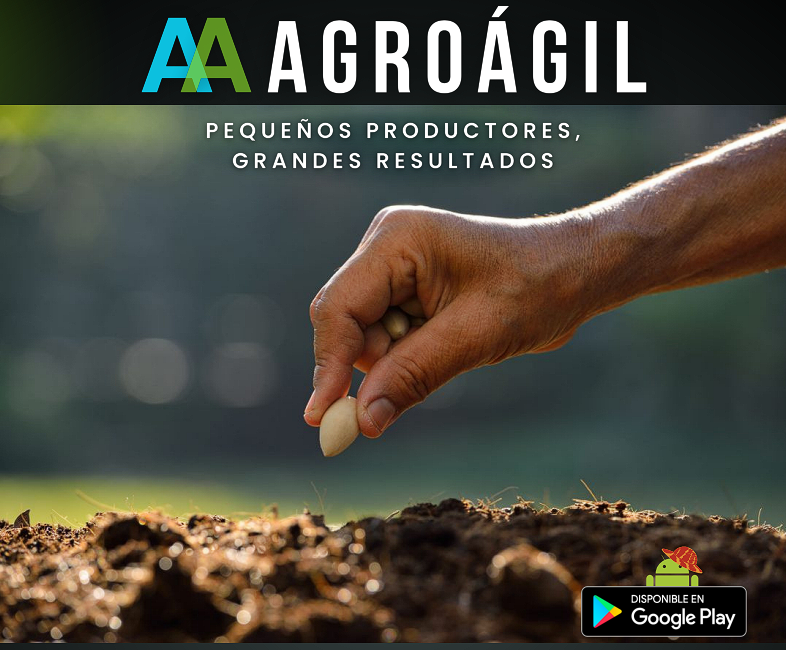 AA AGROÁGIL
PEQUEÑOS PRODUCTORES,
GRANDES RESULTADOS
DISPONIBLE EN
Google Play